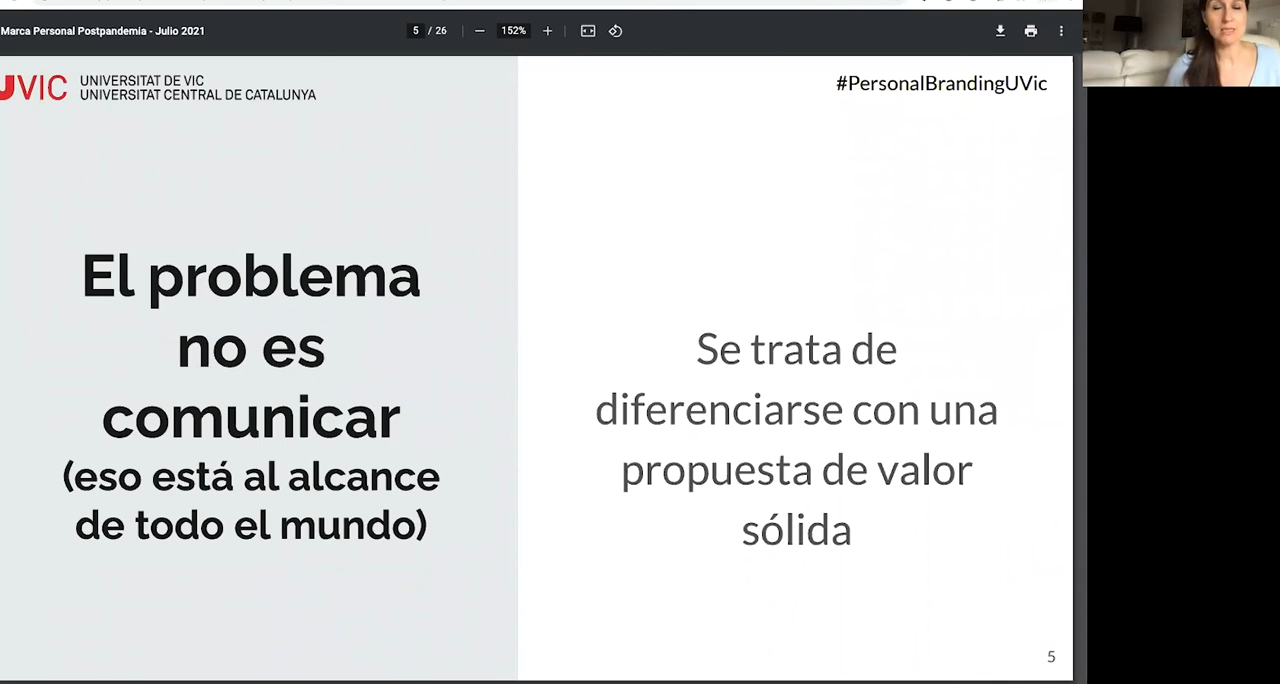 Marca Personal Postpandemia - Julio 2021
5 / 26
152%
UVIC
UNIVERSITAT DE VIC
UNIVERSITAT CENTRAL DE CATALUNYA
#PersonalBrandingUVic
El problema
no es
comunicar
(eso está al alcance
de todo el mundo)
Se trata de
diferenciarse con una
propuesta de valor
sólida
5